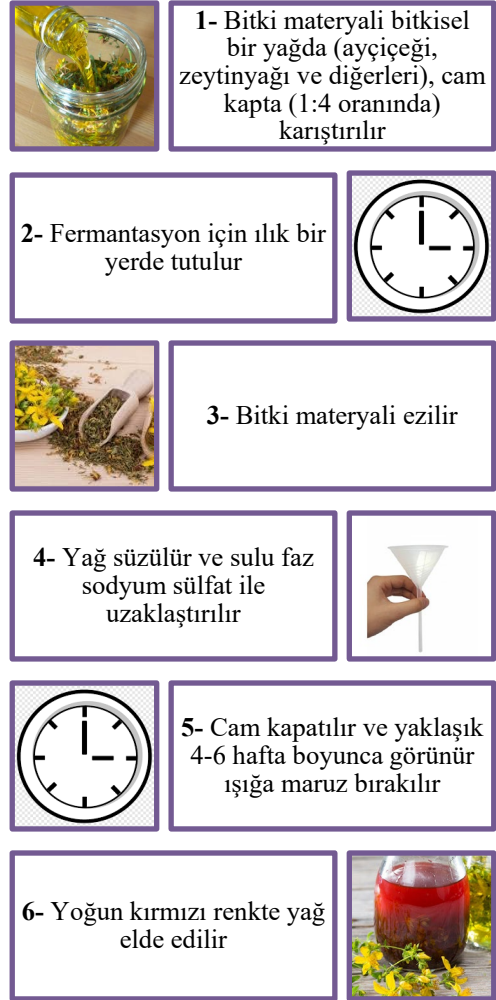 1- Bitki materyali bitkisel
bir yağda (ayçiçeği,
zeytinyağı ve diğerleri), cam
kapta (1:4 oranında)
karıştırılır
2- Fermantasyon için ılık bir
yerde tutulur
3- Bitki materyali ezilir
4- Yağ süzülür ve sulu faz
sodyum sülfat ile
uzaklaştırılır
5- Cam kapatılır ve yaklaşık
4-6 hafta boyunca görünür
ışığa maruz bırakılır
6- Yoğun kırmızı renkte yağ
elde edilir